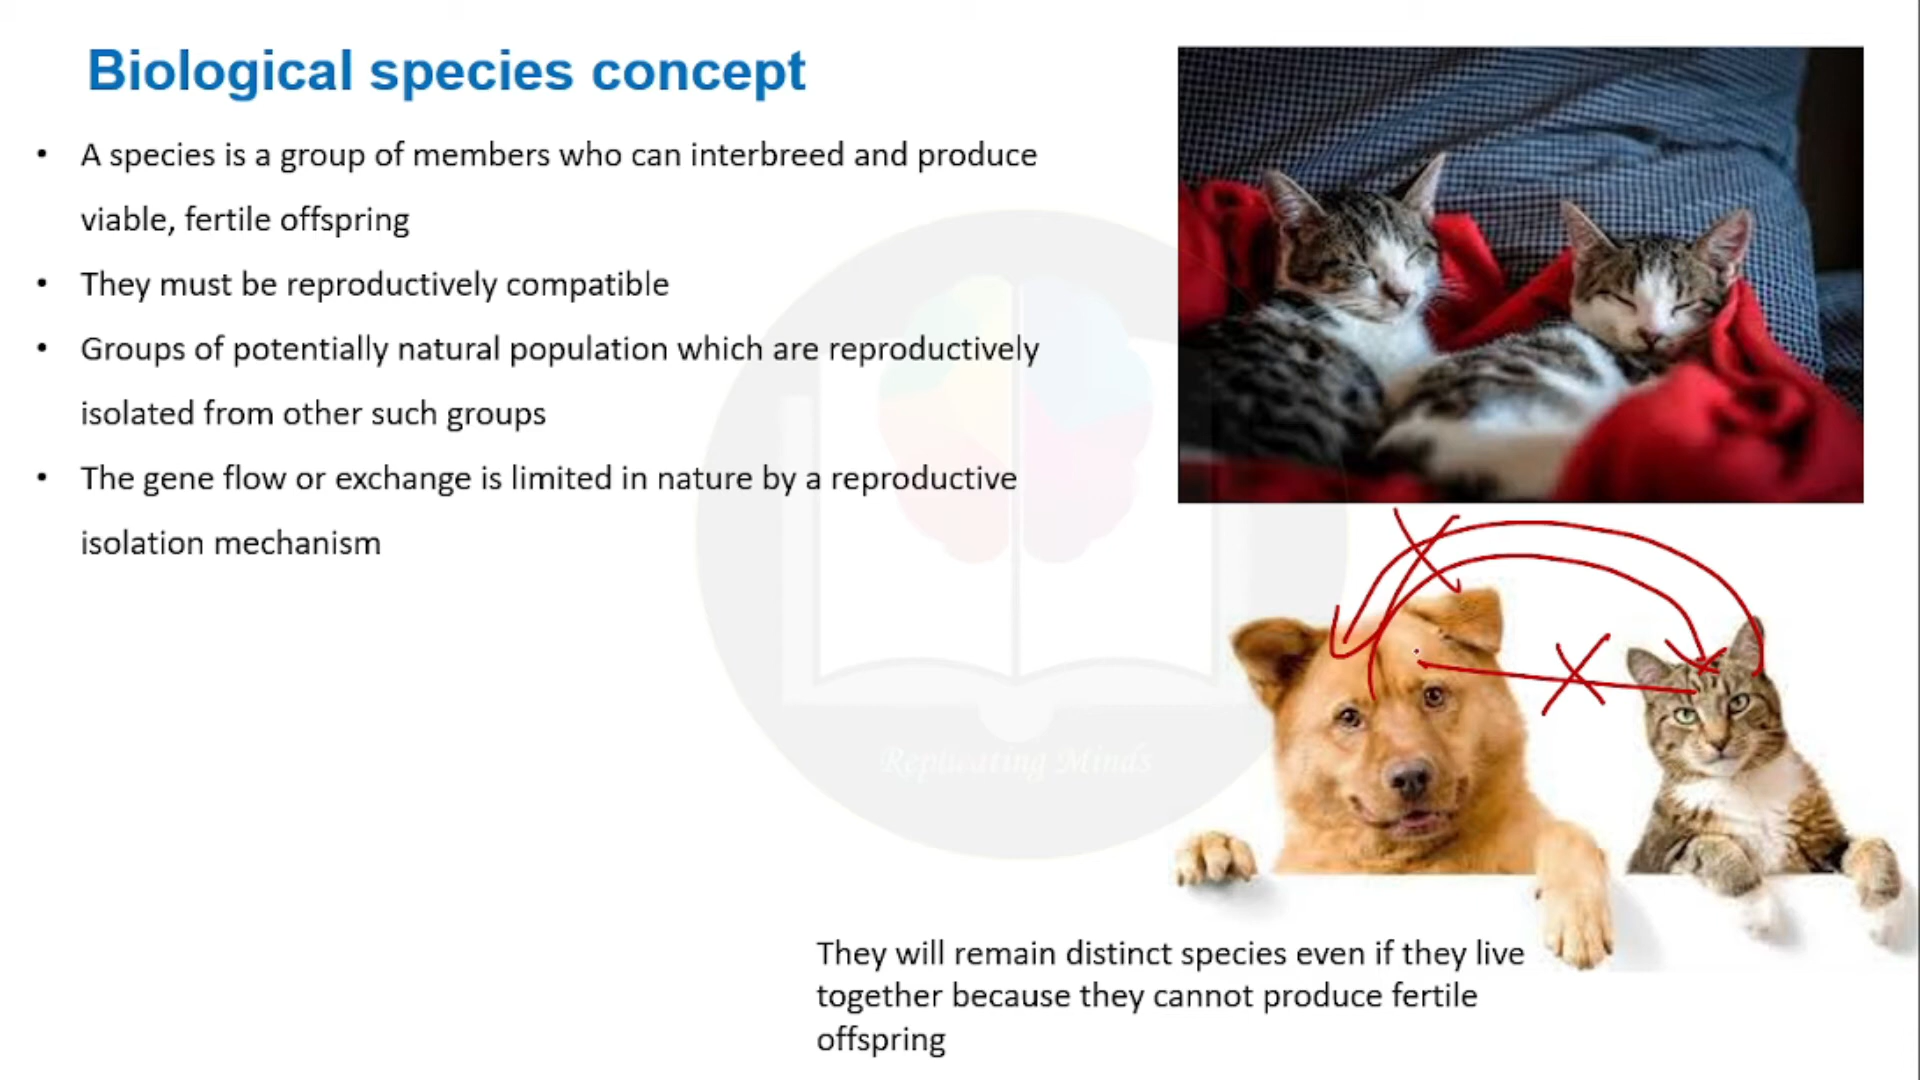 Biological species concept
• A species is a group of members who can interbreed and produce
viable, fertile offspring
• They must be reproductively compatible
• Groups of potentially natural population which are reproductively
isolated from other such groups
• The gene flow or exchange is limited in nature by a reproductive
isolation mechanism
Replicating Minds
They will remain distinct species even if they live
together because they cannot produce fertile
offspring